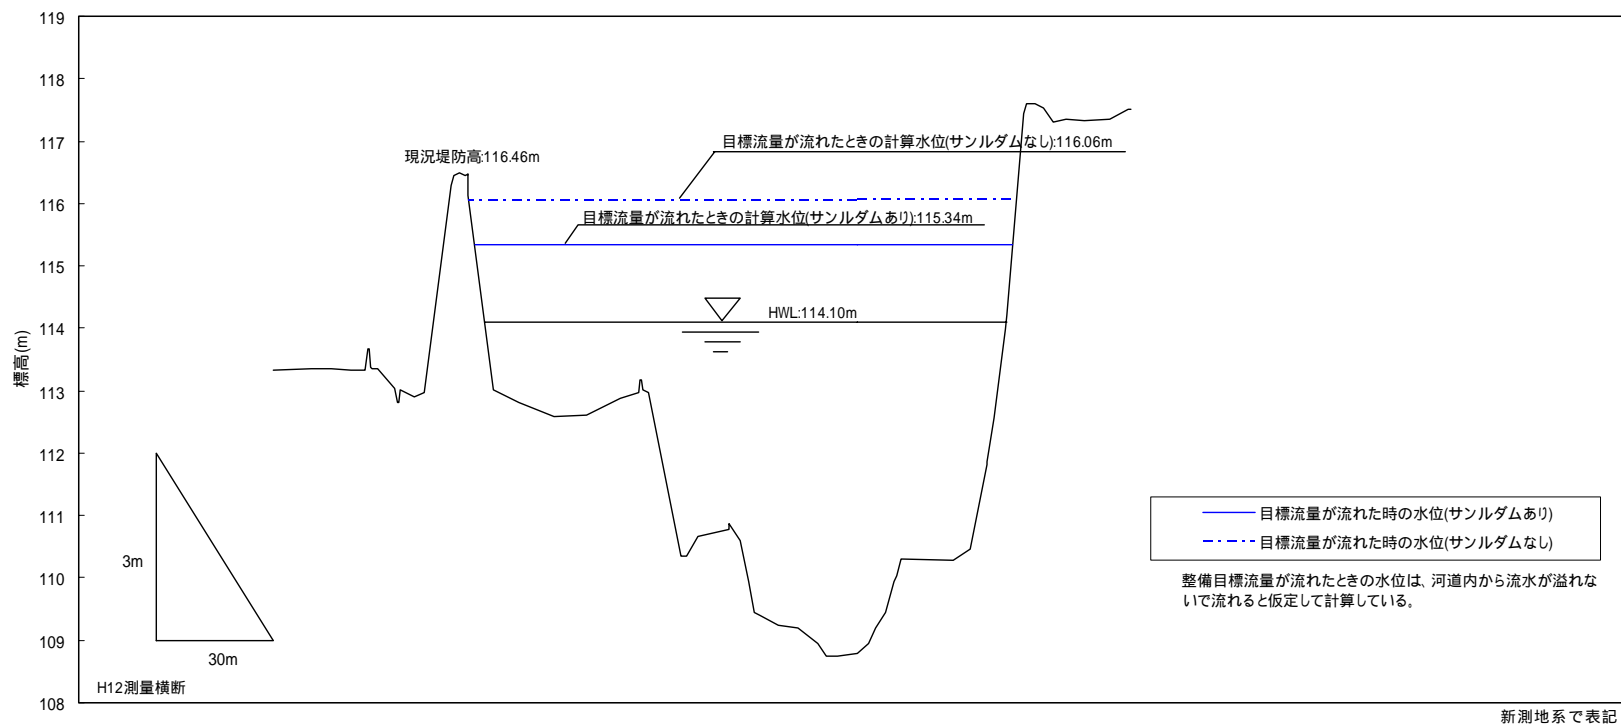 119
118
117
116
115
114
113
112
111
110
109
108
標高(m)
目標流量が流れたときの計算水位(サンルダムなし):116.06m
現況堤防高:116.46m
目標流量が流れたときの計算水位(サンルダムあり):115.34m
HWL:114.10m
3m
30m
H12測量横断
目標流量が流れた時の水位(サンルダムあり)
目標流量が流れた時の水位(サンルダムなし)
整備目標流量が流れたときの水位は、河道内から流水が溢れな
いで流れると仮定して計算している。
新測地系で表記